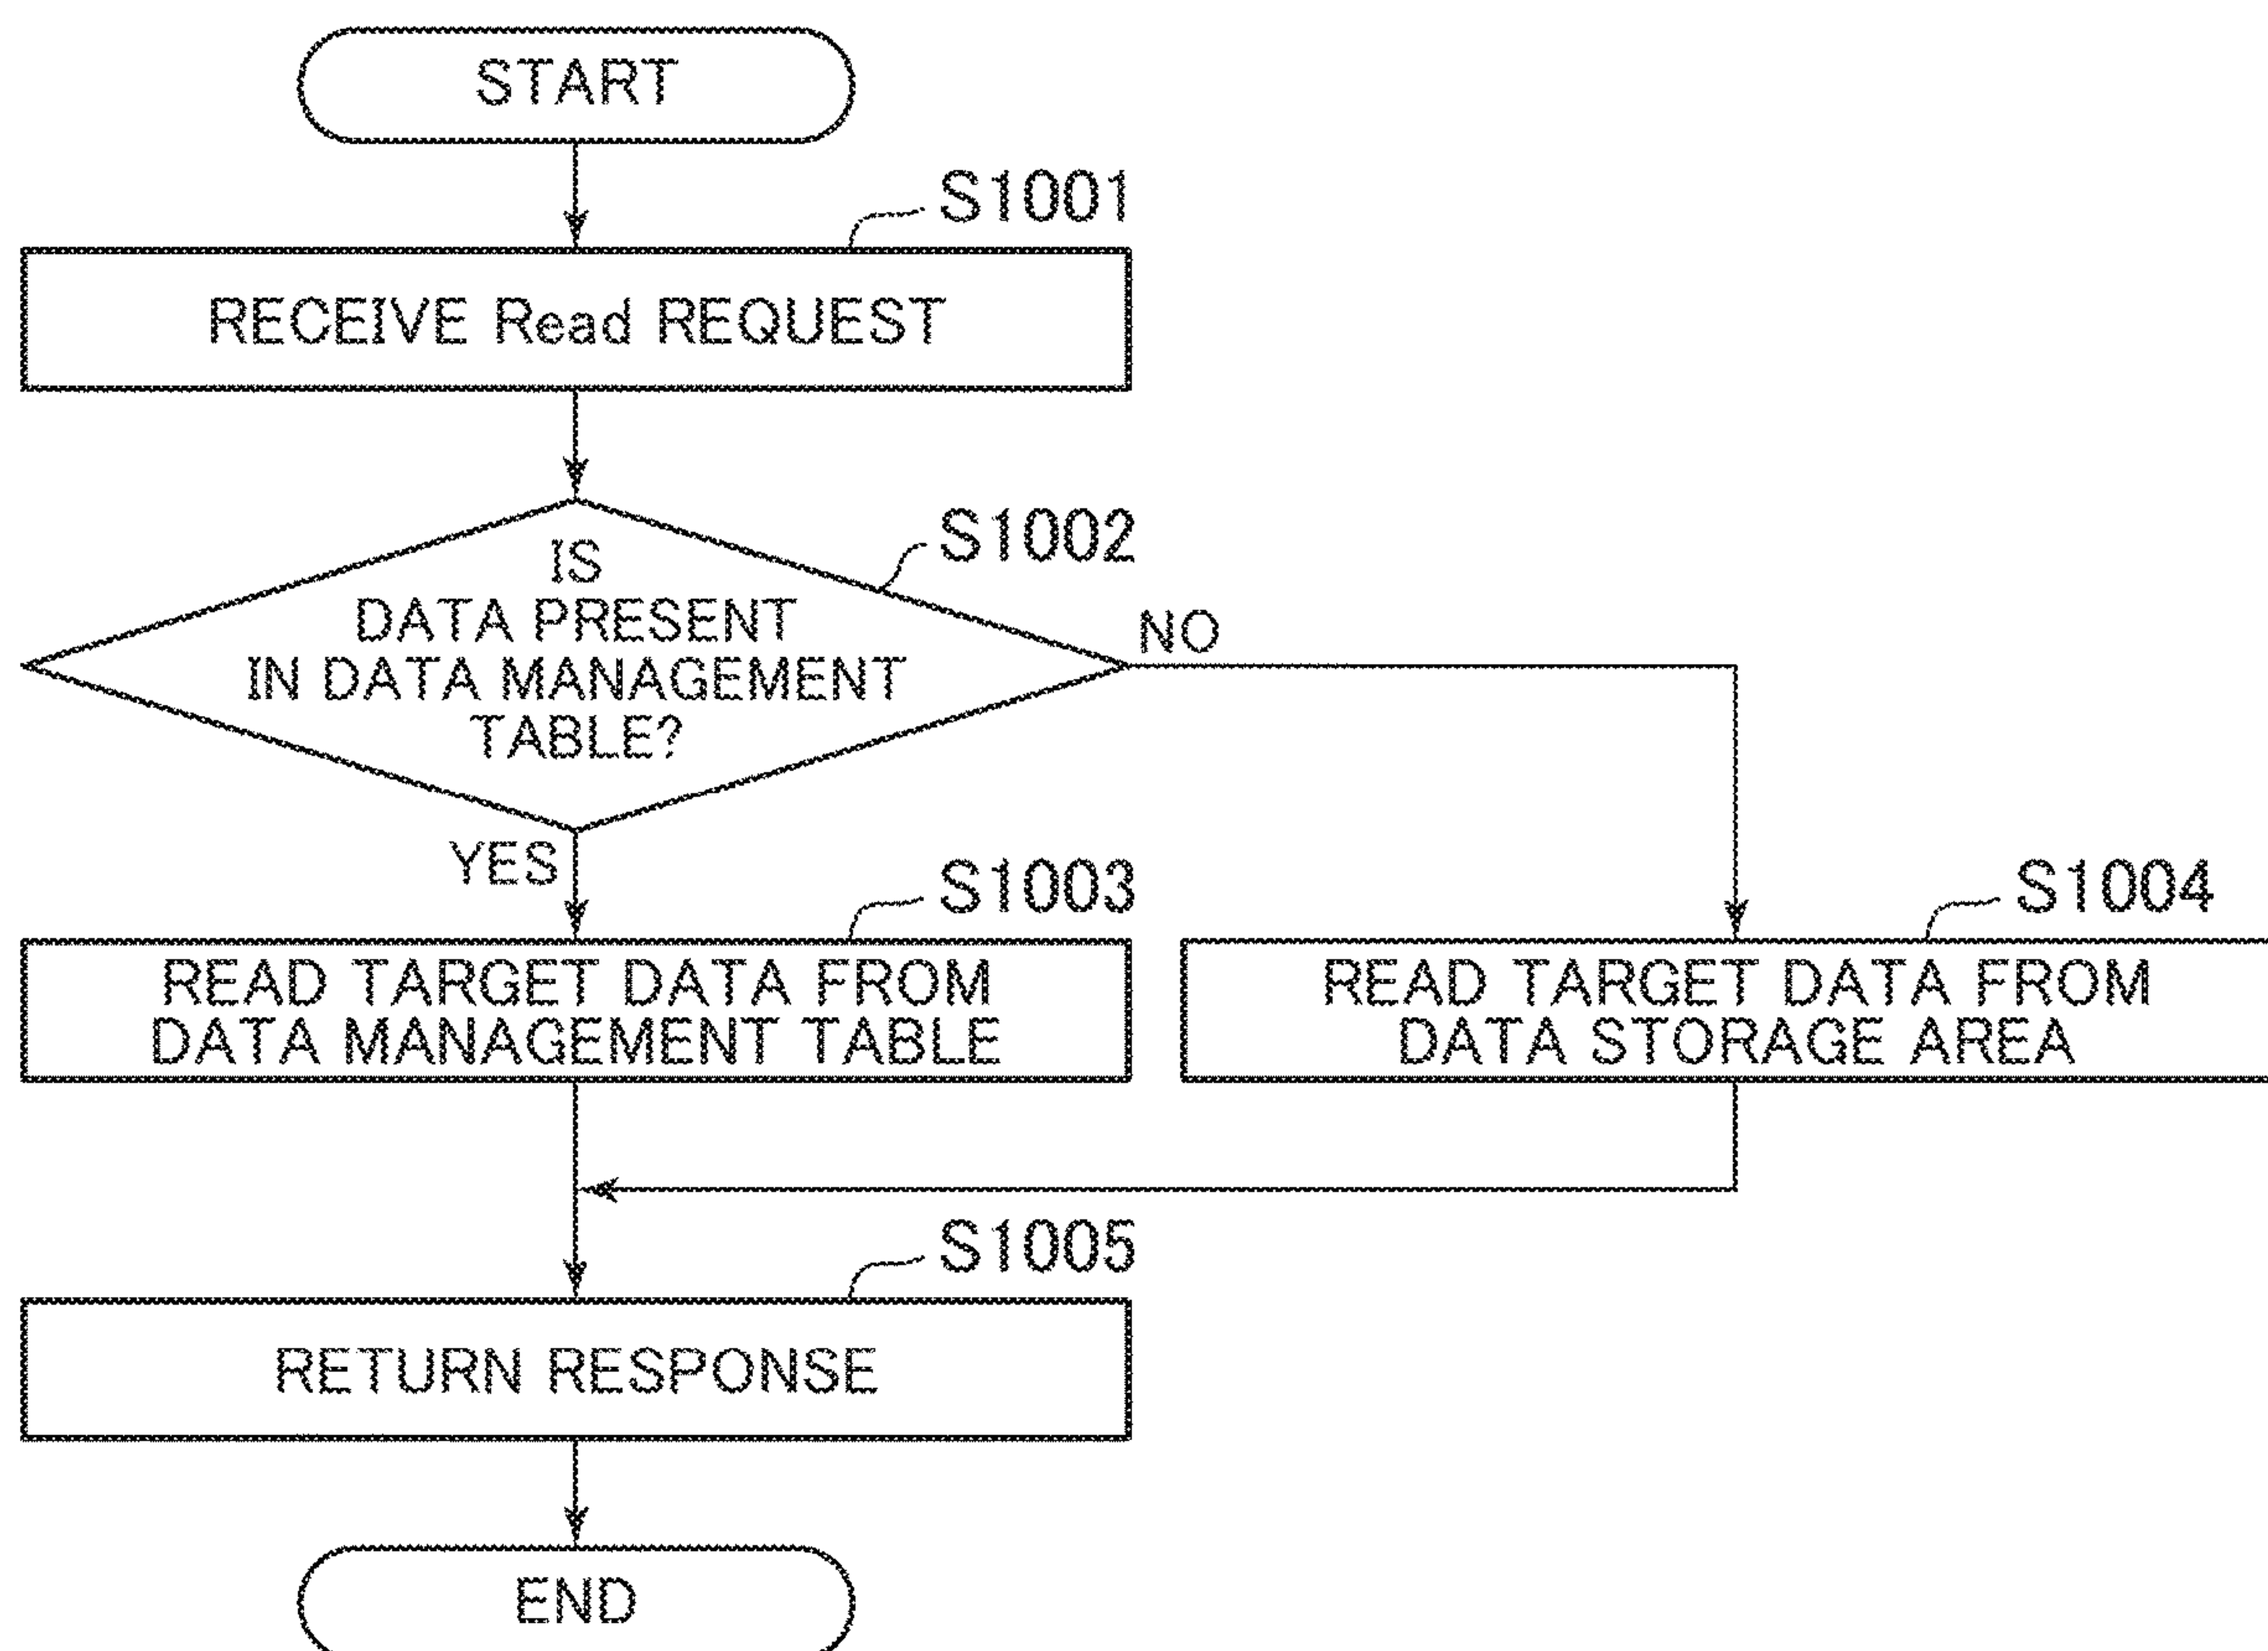 START
S1001
RECEIVE Read REQUEST
S1002
IS
DATA PRESENT
IN DATA MANAGEMENT
TABLE?
NO
YES
S1003
READ TARGET DATA FROM
DATA MANAGEMENT TABLE
S1004
READ TARGET DATA FROM
DATA STORAGE AREA
S1005
RETURN RESPONSE
END